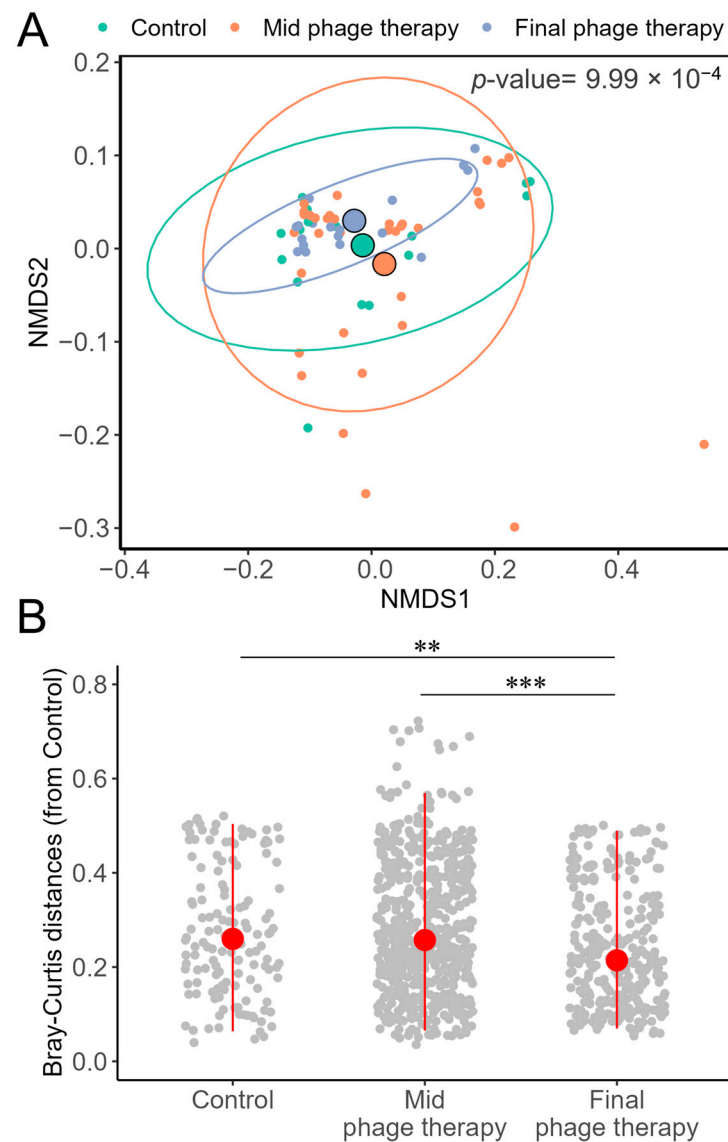 A
Control Mid phage therapy Final phage therapy
p-value= 9.99 × 10⁻⁴
0.2
0.1
0.0
−0.1
−0.2
−0.3
NMDS2
−0.4 −0.2 0.0 0.2 0.4
NMDS1
B
**
***
0.8
0.6
0.4
0.2
0.0
Bray-Curtis distances (from Control)
Control Mid Final
phage therapy phage therapy